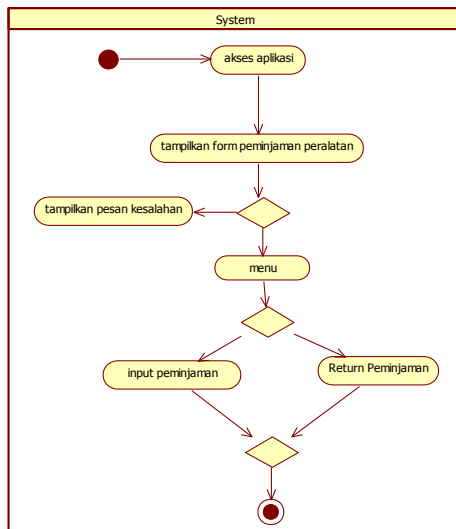 System
akses aplikasi
tampilkan form peminjaman peralatan
tampilkan pesan kesalahan
menu
input peminjaman
Return Peminjaman